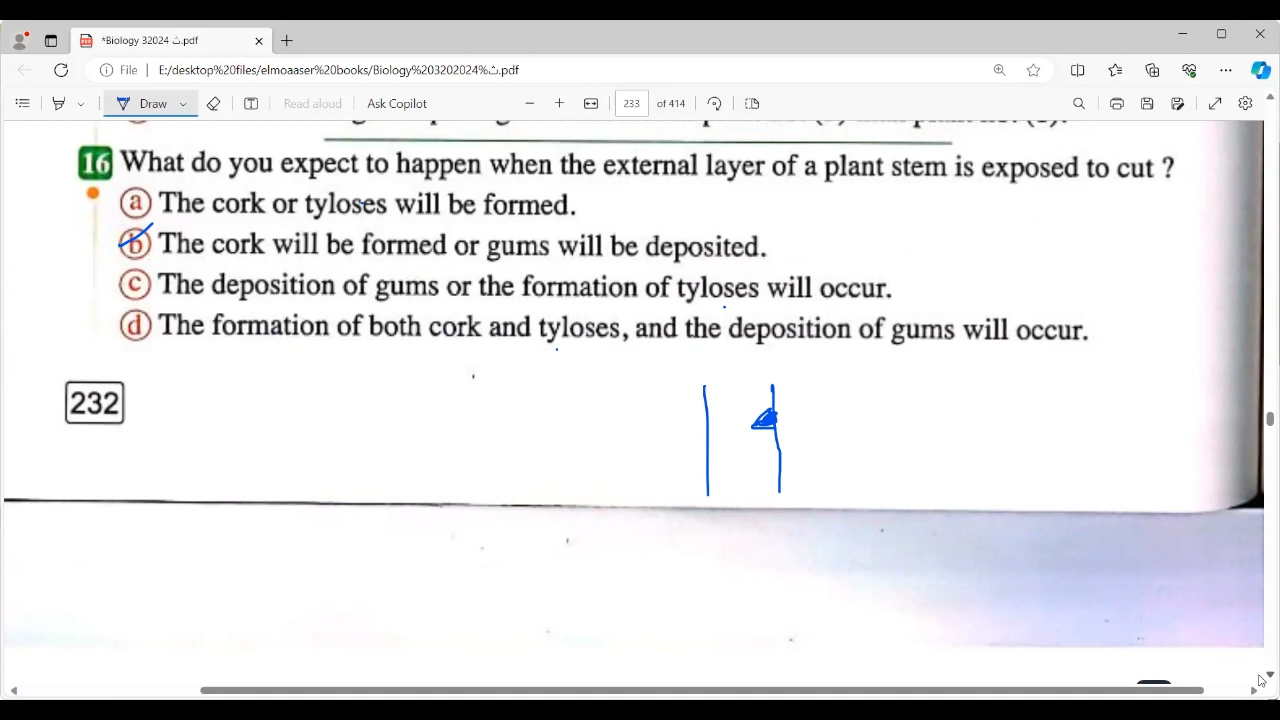 *Biology 32024 ث.pdf
File
E:/desktop%20files/elmoaaser%20books/Biology%203202024%ث.pdf
Draw
Read aloud
Ask Copilot
233 of 414
16 What do you expect to happen when the external layer of a plant stem is exposed to cut ?
a The cork or tyloses will be formed.
b The cork will be formed or gums will be deposited.
c The deposition of gums or the formation of tyloses will occur.
d The formation of both cork and tyloses, and the deposition of gums will occur.
232